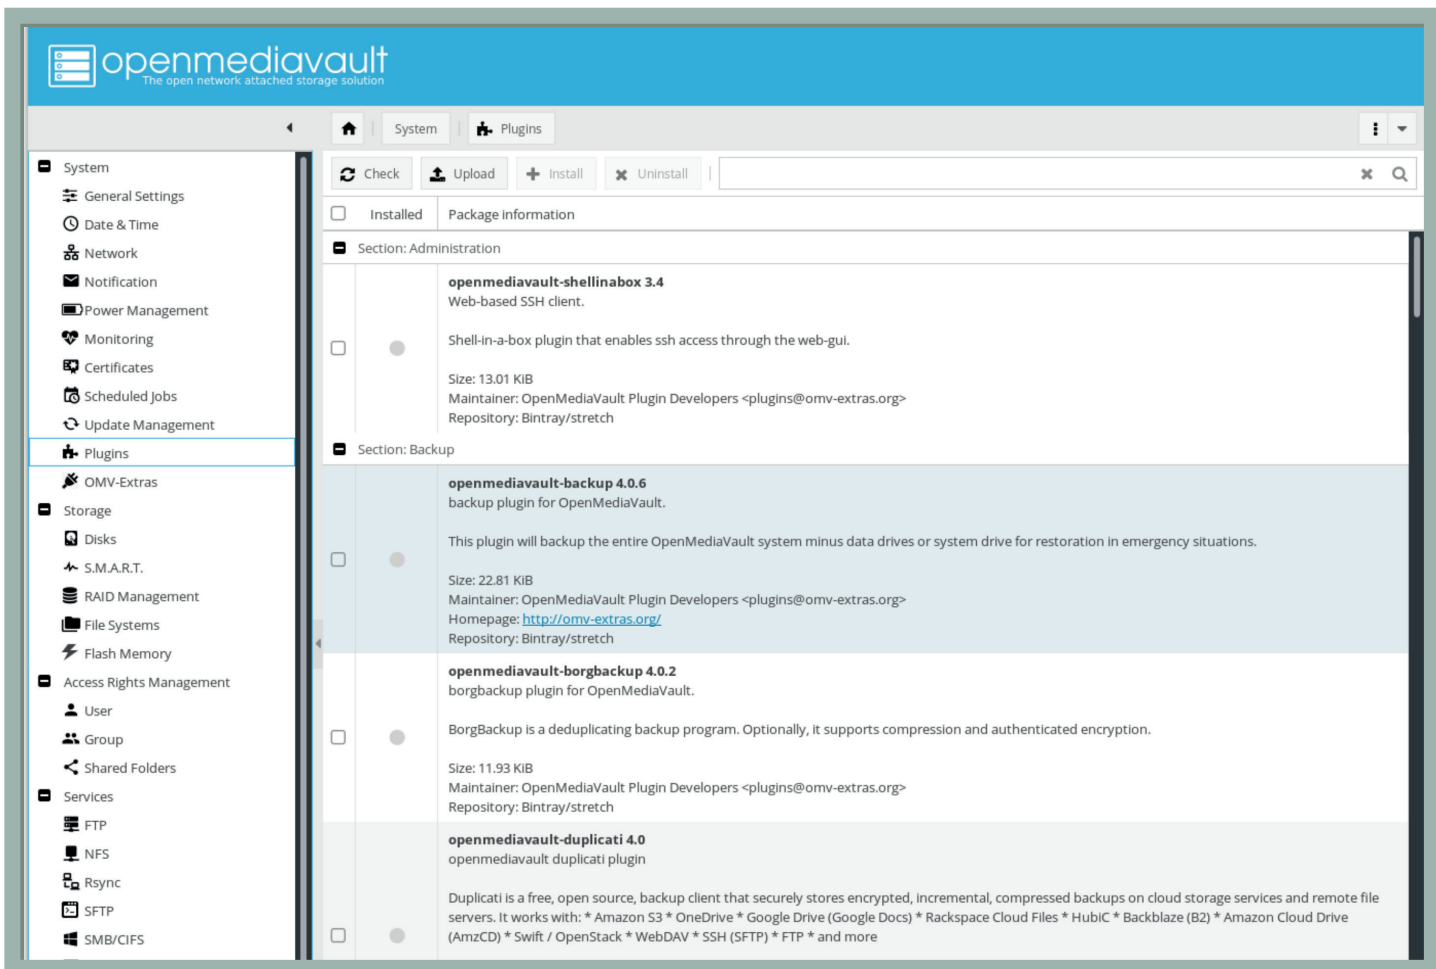 openmediavault
The open network attached storage solution
System
Plugins
System
General Settings
Date & Time
Network
Notification
Power Management
Monitoring
Certificates
Scheduled Jobs
Update Management
Plugins
OMV-Extras
Storage
Disks
S.M.A.R.T.
RAID Management
File Systems
Flash Memory
Access Rights Management
User
Group
Shared Folders
Services
FTP
NFS
Rsync
SFTP
SMB/CIFS
Check
Upload
Install
Uninstall
Installed
Package information
Section: Administration
openmediavault-shellinabox 3.4
Web-based SSH client.
Shell-in-a-box plugin that enables ssh access through the web-gui.
Size: 13.01 KiB
Maintainer: OpenMediaVault Plugin Developers <plugins@omv-extras.org>
Repository: Bintray/stretch
Section: Backup
openmediavault-backup 4.0.6
backup plugin for OpenMediaVault.
This plugin will backup the entire OpenMediaVault system minus data drives or system drive for restoration in emergency situations.
Size: 22.81 KiB
Maintainer: OpenMediaVault Plugin Developers <plugins@omv-extras.org>
Homepage: http://omv-extras.org/
Repository: Bintray/stretch
openmediavault-borgbackup 4.0.2
borgbackup plugin for OpenMediaVault.
BorgBackup is a deduplicating backup program. Optionally, it supports compression and authenticated encryption.
Size: 11.93 KiB
Maintainer: OpenMediaVault Plugin Developers <plugins@omv-extras.org>
Repository: Bintray/stretch
openmediavault-duplicati 4.0
openmediavault duplicati plugin
Duplicati is a free, open source, backup client that securely stores encrypted, incremental, compressed backups on cloud storage services and remote file
servers. It works with: * Amazon S3 * OneDrive * Google Drive (Google Docs) * Rackspace Cloud Files * HubiC * Backblaze (B2) * Amazon Cloud Drive
(AmzCD) * Swift / OpenStack * WebDAV * SSH (SFTP) * FTP * and more